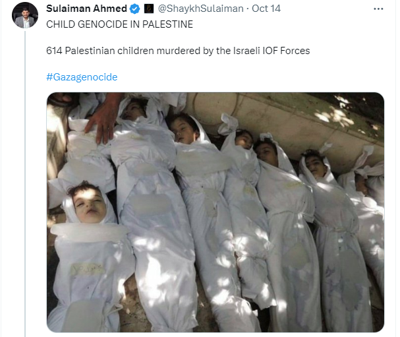 Sulaiman Ahmed @ShaykhSulaiman · Oct 14
CHILD GENOCIDE IN PALESTINE
614 Palestinian children murdered by the Israeli IOF Forces
#Gazagenocide